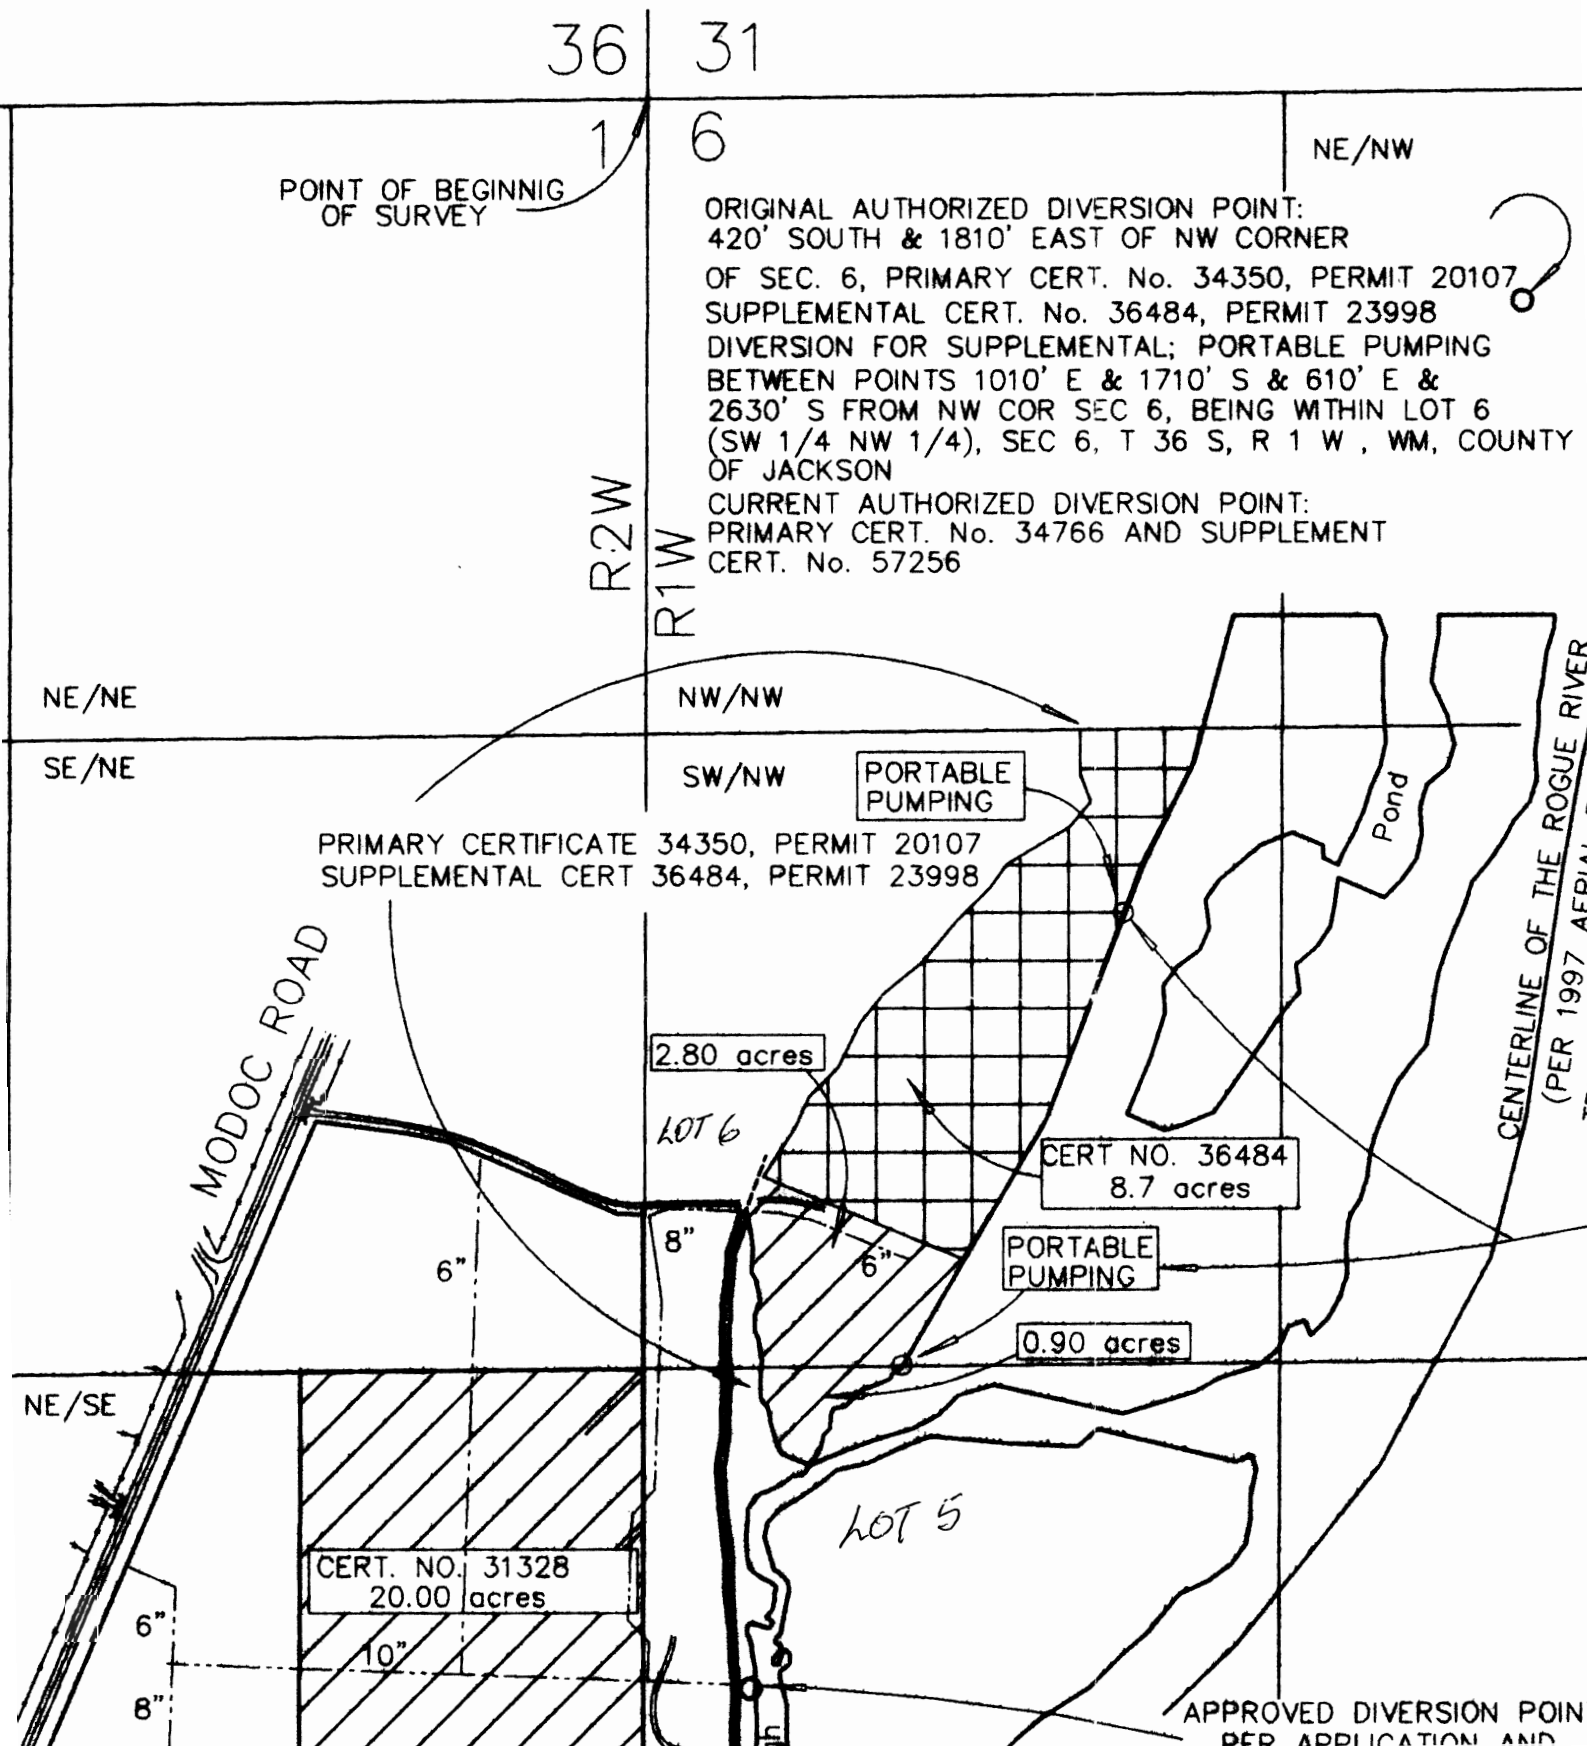 36
31
1
6
NE/NW
POINT OF BEGINNIG
OF SURVEY
ORIGINAL AUTHORIZED DIVERSION POINT:
420' SOUTH & 1810' EAST OF NW CORNER
OF SEC. 6, PRIMARY CERT. No. 34350, PERMIT 20107
SUPPLEMENTAL CERT. No. 36484, PERMIT 23998
DIVERSION FOR SUPPLEMENTAL; PORTABLE PUMPING
BETWEEN POINTS 1010' E & 1710' S & 610' E &
2630' S FROM NW COR SEC 6, BEING WITHIN LOT 6
(SW 1/4 NW 1/4), SEC 6, T 36 S, R 1 W , WM, COUNTY
OF JACKSON
CURRENT AUTHORIZED DIVERSION POINT:
PRIMARY CERT. No. 34766 AND SUPPLEMENT
CERT. No. 57256
R2W
R1W
NE/NE
NW/NW
SE/NE
SW/NW
PORTABLE
PUMPING
Pond
CENTERLINE OF THE ROGUE RIVER
(PER 1997 AERIAL
PRIMARY CERTIFICATE 34350, PERMIT 20107
SUPPLEMENTAL CERT 36484, PERMIT 23998
MODOC ROAD
2.80 acres
LOT 6
CERT NO. 36484
8.7 acres
8"
6"
6"
PORTABLE
PUMPING
0.90 acres
NE/SE
LOT 5
CERT. NO. 31328
20.00 acres
6"
10"
8"
APPROVED DIVERSION POIN
PER APPLICATION AND